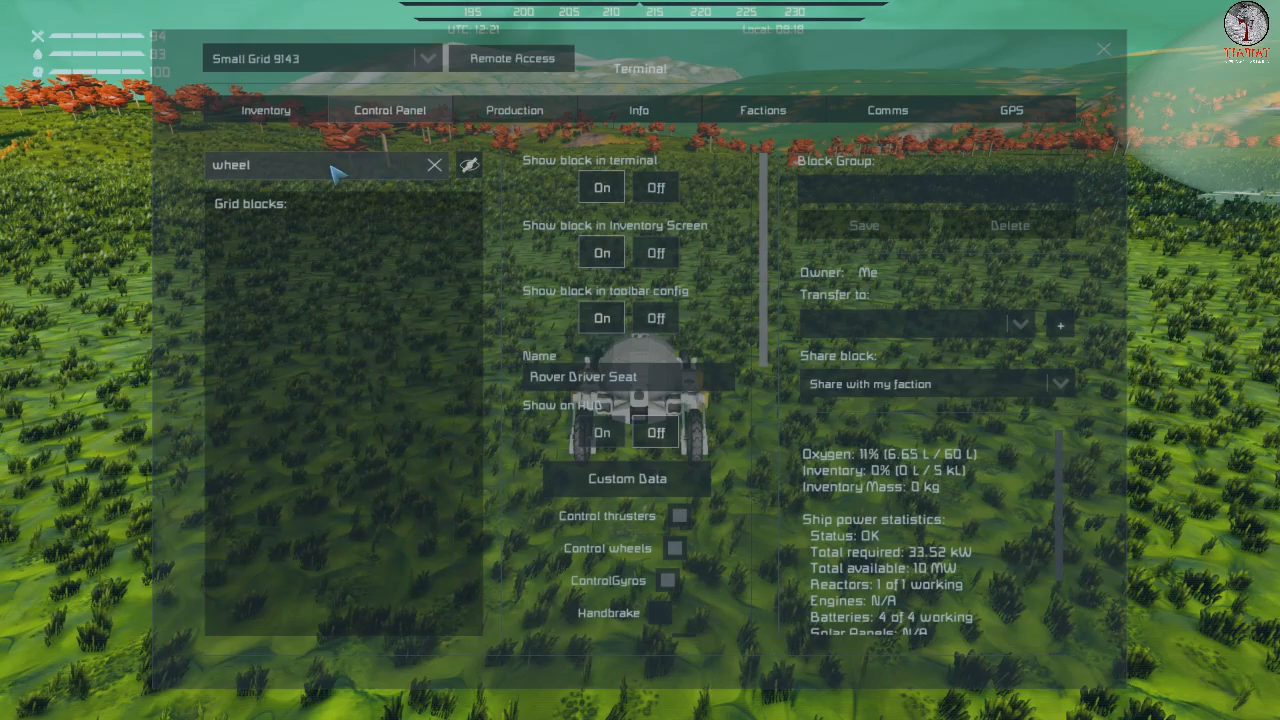 195 200 205 210 215 220 225 230
UTC: 12:21
Local: 08:18
94
83
100
Small Grid 9143
Remote Access
Terminal
Inventory
Control Panel
Production
Info
Factions
Comms
GPS
wheel
Grid blocks:
Show block in terminal
On Off
Show block in Inventory Screen
On Off
Show block in toolbar config
On Off
Name
Rover Driver Seat
Show on HUD
On Off
Custom Data
Control thrusters
Control wheels
ControlGyros
Handbrake
Block Group:
Save Delete
Owner: Me
Transfer to:
+
Share block:
Share with my faction
Oxygen: 11% (6.65 L / 60 L)
Inventory: 0% (0 L / 5 kL)
Inventory Mass: 0 kg
Ship power statistics:
Status: OK
Total required: 33.52 kW
Total available: 10 MW
Reactors: 1 of 1 working
Engines: N/A
Batteries: 4 of 4 working
Solar Panels: N/A